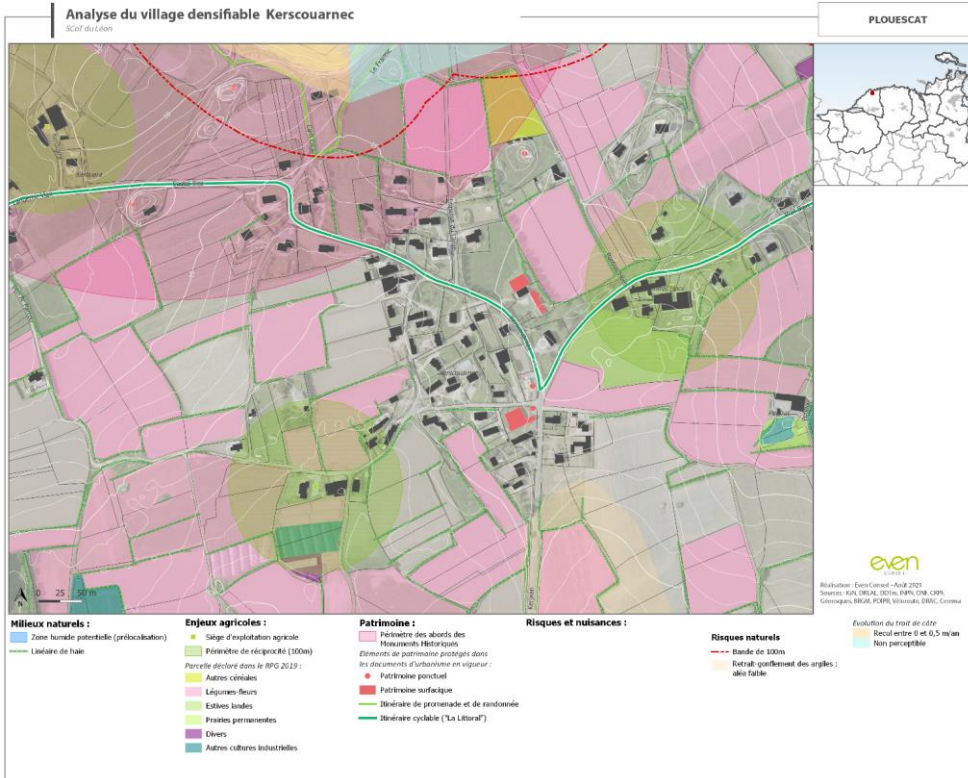 Analyse du village densifiable Kerscouarnec
SCoT du Léon
PLOUESCAT
Kerjean
N
0 25 50 m
even
CONSEIL
Réalisation : Even Conseil - Août 2021
Milieux naturels :
Zone humide potentielle (prélocalisation)
Linéaire de haie
Enjeux agricoles :
Siège d'exploitation agricole
Périmètre de réciprocité (100m)
Parcelle déclaré dans le RPG 2019 :
Autres céréales
Légumes-fleurs
Estives landes
Prairies permanentes
Divers
Autres cultures industrielles
Patrimoine :
Périmètre des abords des
Monuments Historiques
Eléments de patrimoine protégés dans
les documents d'urbanisme en vigueur :
Patrimoine ponctuel
Patrimoine surfacique
Itinéraire de promenade et de randonnée
Itinéraire cyclable ("La Littoral")
Risques et nuisances :
Risques naturels
Bande de 100m
Retrait-gonflement des argiles :
aléa faible
Evolution du trait de côte
Recul entre 0 et 0,5 m/an
Non perceptible